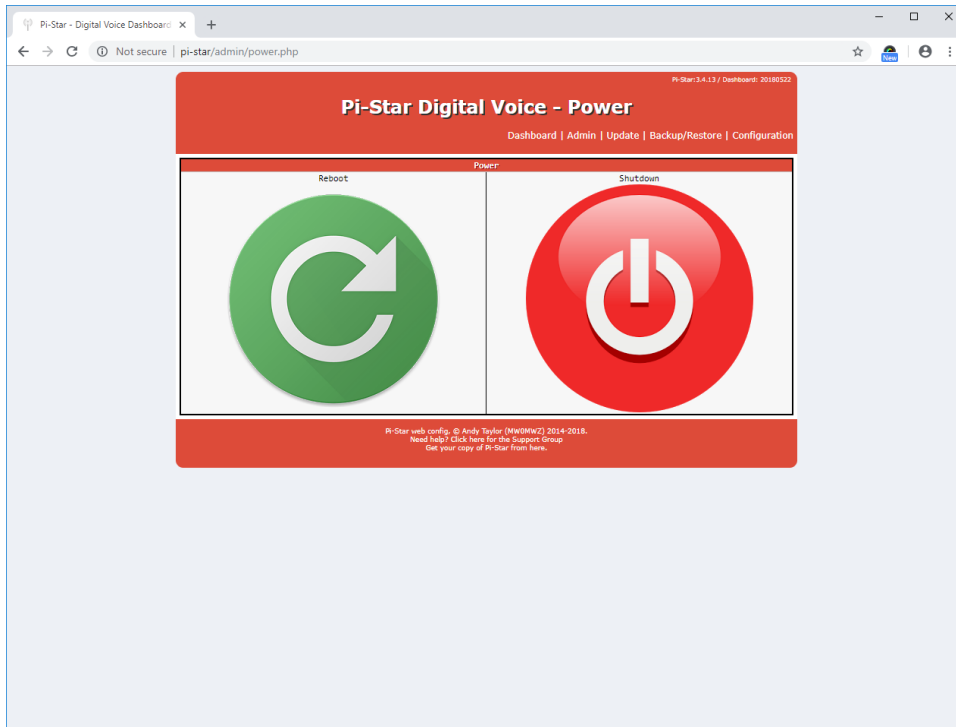 Pi-Star - Digital Voice Dashboard
Not secure | pi-star/admin/power.php
New
Pi-Star:3.4.13 / Dashboard: 20180522
Pi-Star Digital Voice - Power
Dashboard | Admin | Update | Backup/Restore | Configuration
Power
Reboot
Shutdown
Pi-Star web config, © Andy Taylor (MW0MWZ) 2014-2018.
Need help? Click here for the Support Group
Get your copy of Pi-Star from here.